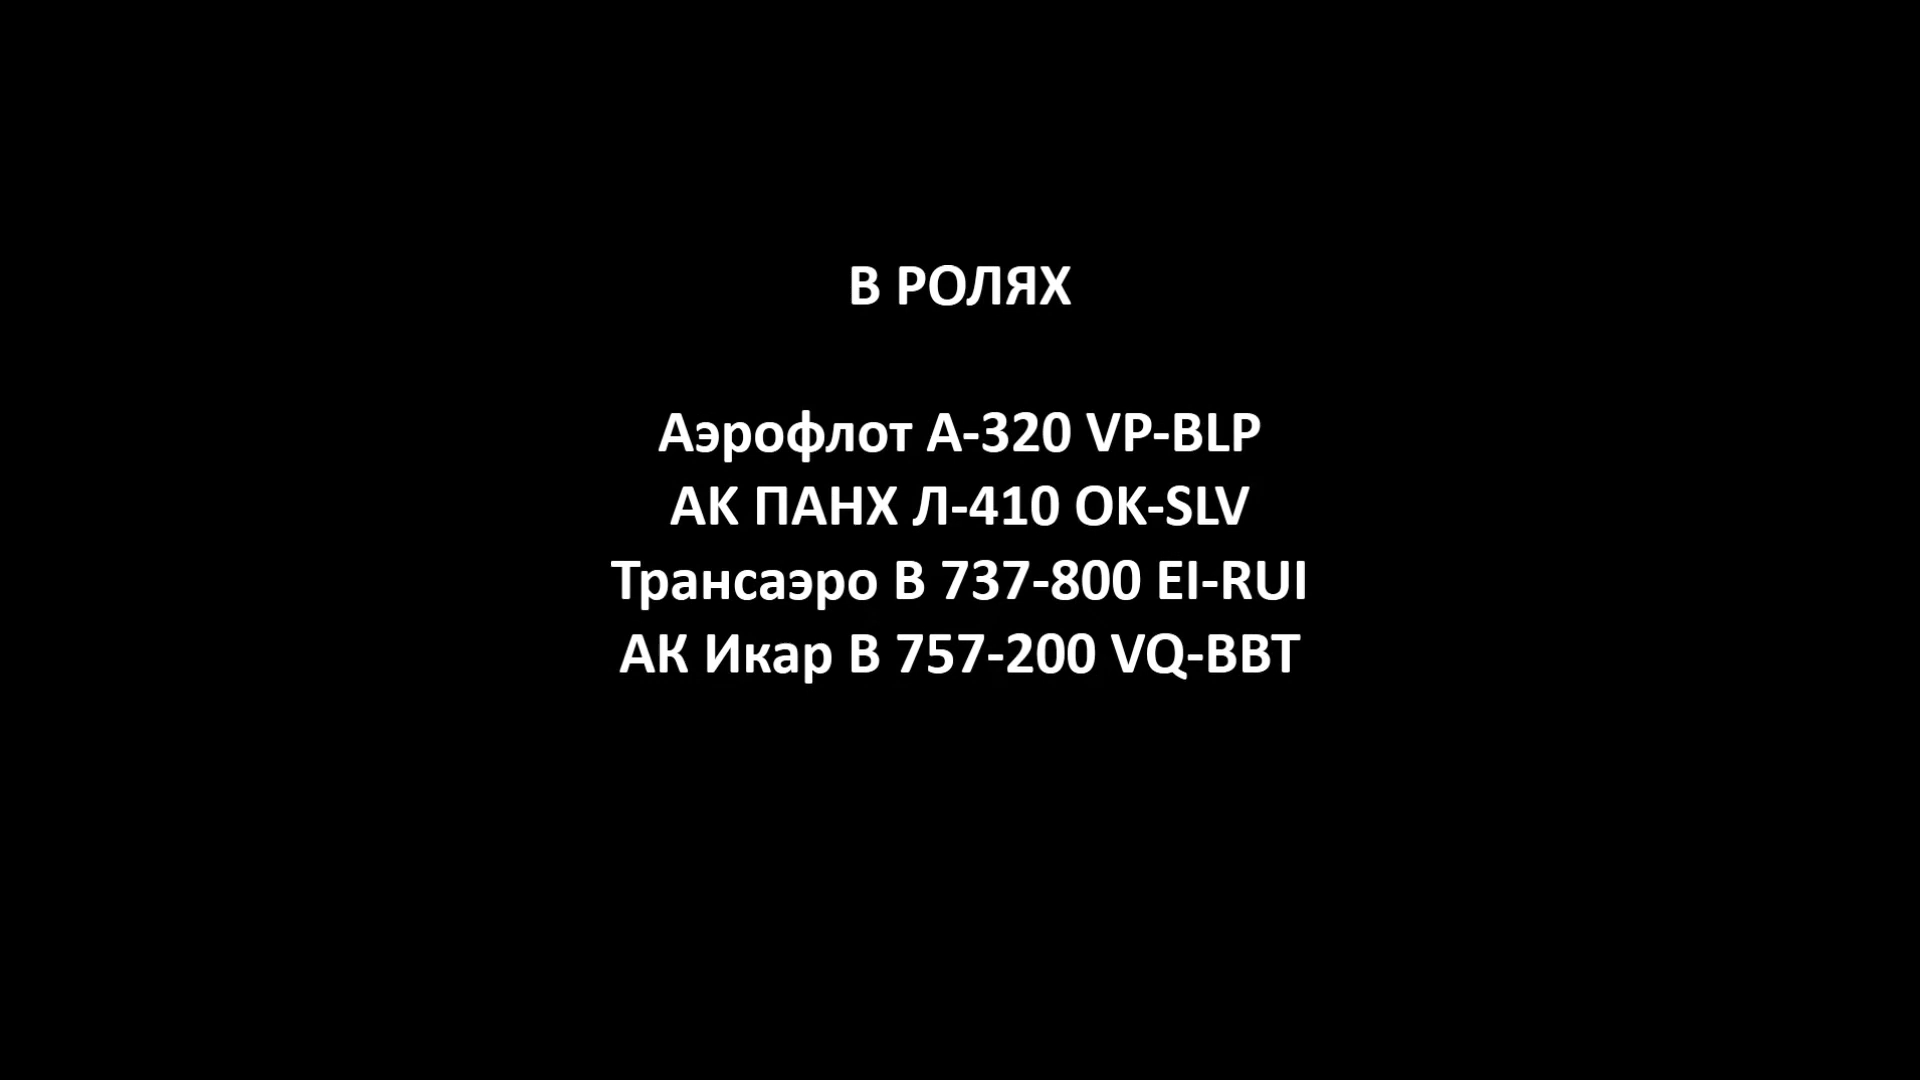 В РОЛЯХ
Аэрофлот А-320 VP-BLP
АК ПАНХ Л-410 OK-SLV
Трансаэро В 737-800 EI-RUI
АК Икар В 757-200 VQ-BBT